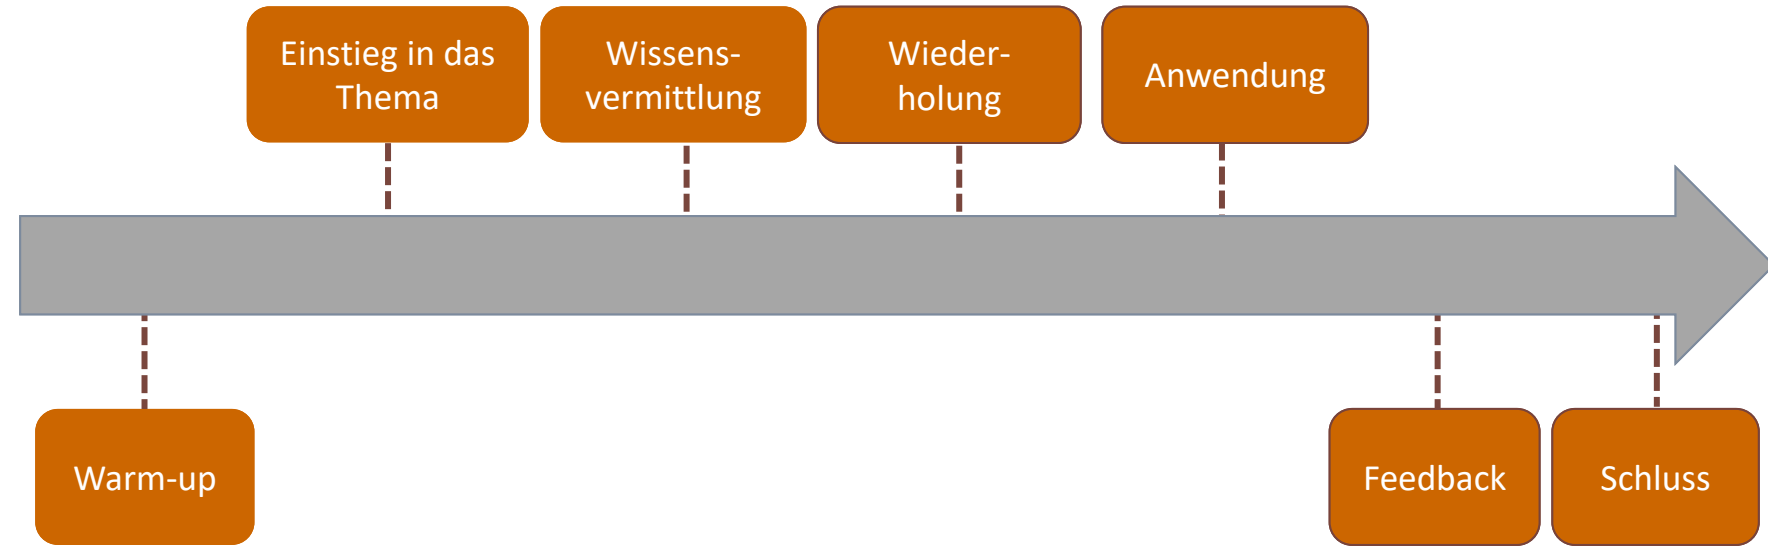 Einstieg in das
Thema
Wissens-
vermittlung
Wieder-
holung
Anwendung
Warm-up
Feedback
Schluss